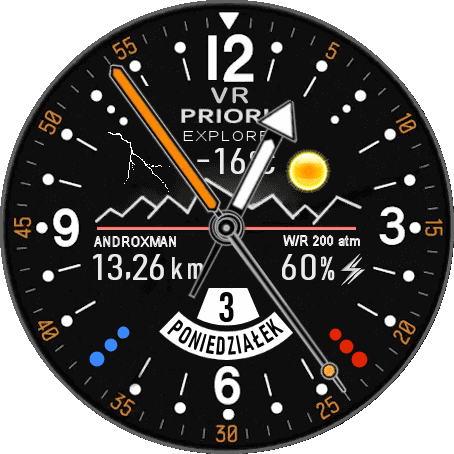 55
12
5
VR
PRIORI
50
EXPLORE
10
-16°C
45
9
3
15
ANDROXMAN
W/R 200 atm
13,26 km
60%
3
PONIEDZIAŁEK
40
20
6
35
25
30